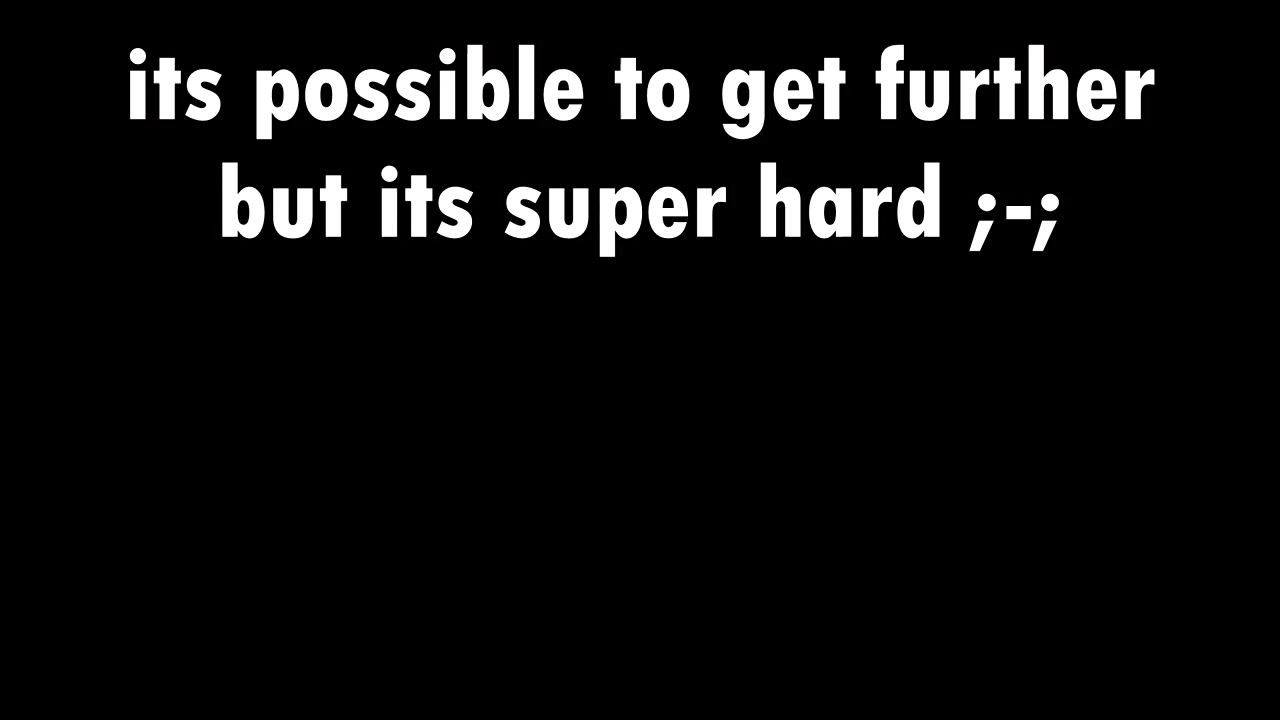 its possible to get further
but its super hard ;-;